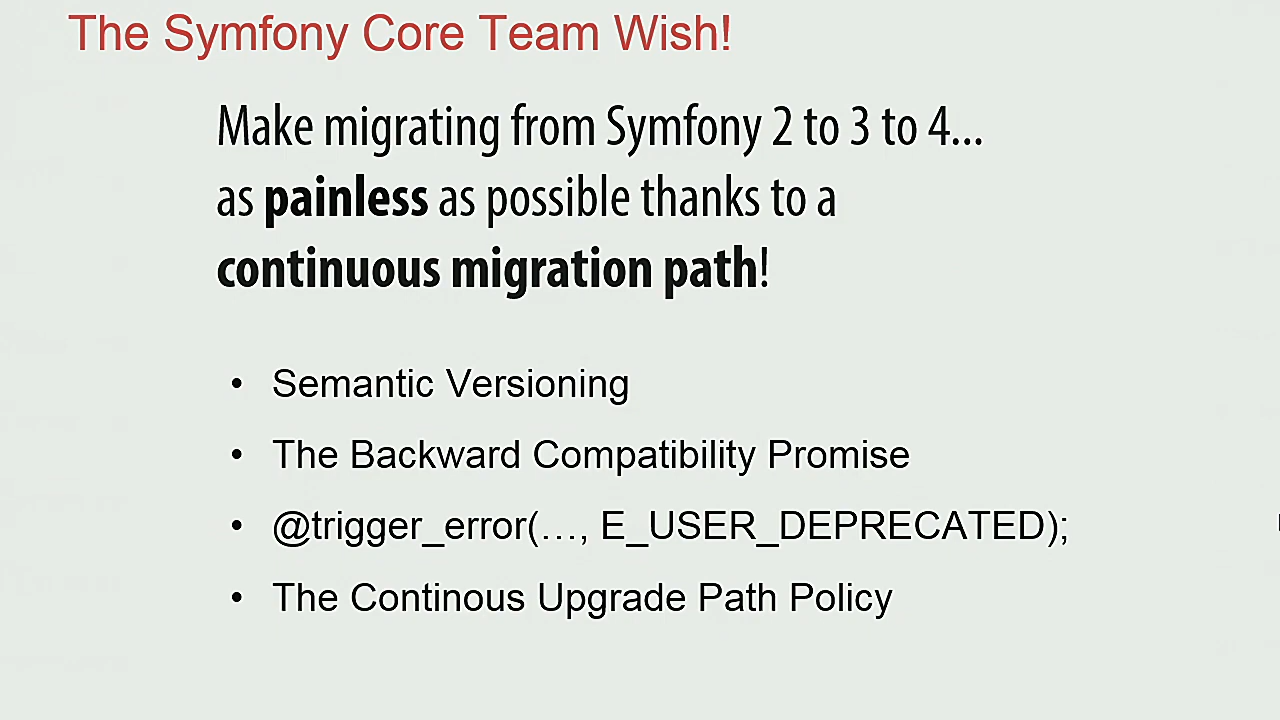 The Symfony Core Team Wish!
Make migrating from Symfony 2 to 3 to 4...
as painless as possible thanks to a
continuous migration path!
• Semantic Versioning
• The Backward Compatibility Promise
• @trigger_error(…, E_USER_DEPRECATED);
• The Continous Upgrade Path Policy